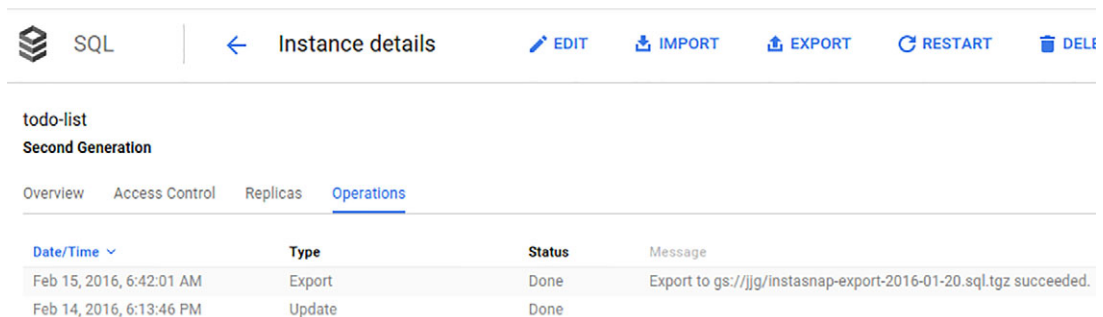 SQL Instance details EDIT IMPORT EXPORT RESTART DELE
todo-list
Second Generation
Overview Access Control Replicas Operations
Date/Time Type Status Message
Feb 15, 2016, 6:42:01 AM Export Done Export to gs://jjg/instasnap-export-2016-01-20.sql.tgz succeeded.
Feb 14, 2016, 6:13:46 PM Update Done